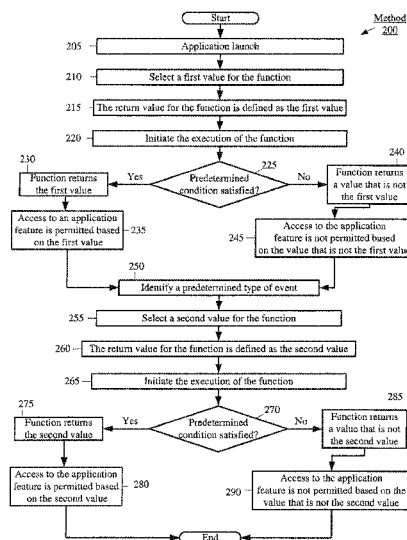 Start
Method
200
205
Application launch
210
Select a first value for the function
215
The return value for the function is defined as the first value
220
Initiate the execution of the function
225
Predetermined
condition satisfied?
Yes
No
230
Function returns
the first value
240
Function returns
a value that is not
the first value
Access to an application
feature is permitted based
on the first value
235
245
Access to the application
feature is not permitted based
on the value that is not the first value
250
Identify a predetermined type of event
255
Select a second value for the function
260
The return value for the function is defined as the second value
265
Initiate the execution of the function
270
Predetermined
condition satisfied?
Yes
No
275
Function returns
the second value
285
Function returns
a value that is not
the second value
Access to the application
feature is permitted based
on the second value
280
290
Access to the application
feature is not permitted based on the
value that is not the second value
End